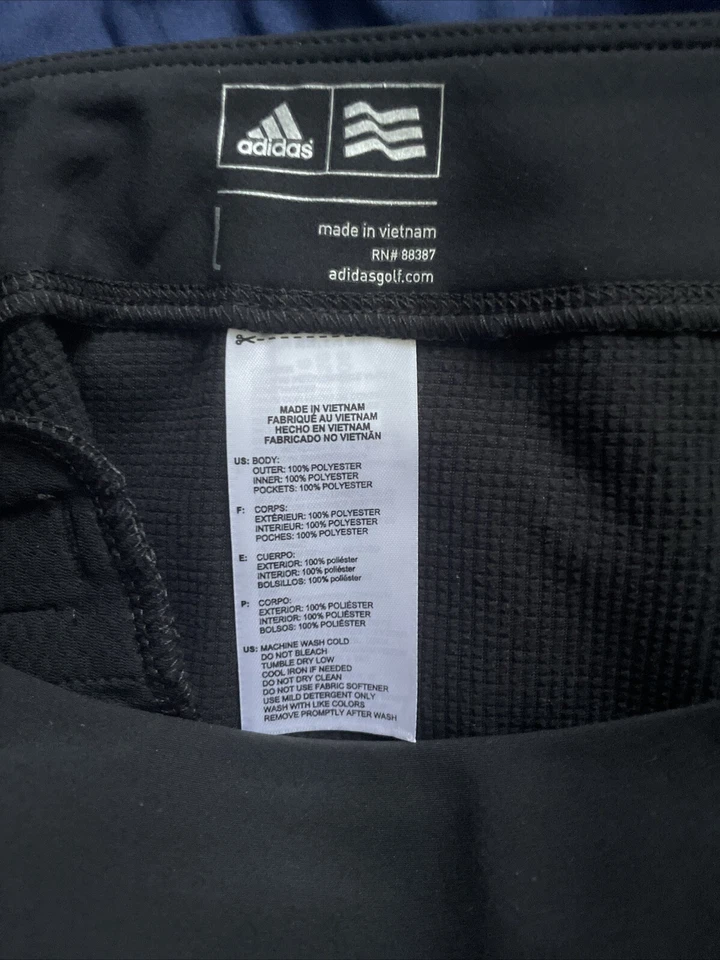 adidas
made in vietnam
RN# 88387
adidasgolf.com
MADE IN VIETNAM
FABRIQUÉ AU VIETNAM
HECHO EN VIETNAM
FABRICADO NO VIETNÃN
US: BODY:
OUTER: 100% POLYESTER
INNER: 100% POLYESTER
POCKETS: 100% POLYESTER
F: CORPS:
EXTÉRIEUR: 100% POLYESTER
INTERIEUR: 100% POLYESTER
POCHES: 100% POLYESTER
E: CUERPO:
EXTERIOR: 100% poliéster
INTERIOR: 100% poliéster
BOLSILLOS: 100% poliéster
P: CORPO:
EXTERIOR: 100% POLIÉSTER
INTERIOR: 100% POLIÉSTER
BOLSOS: 100% POLIÉSTER
US: MACHINE WASH COLD
DO NOT BLEACH
TUMBLE DRY LOW
COOL IRON IF NEEDED
DO NOT DRY CLEAN
DO NOT USE FABRIC SOFTENER
USE MILD DETERGENT ONLY
WASH WITH LIKE COLORS
REMOVE PROMPTLY AFTER WASH